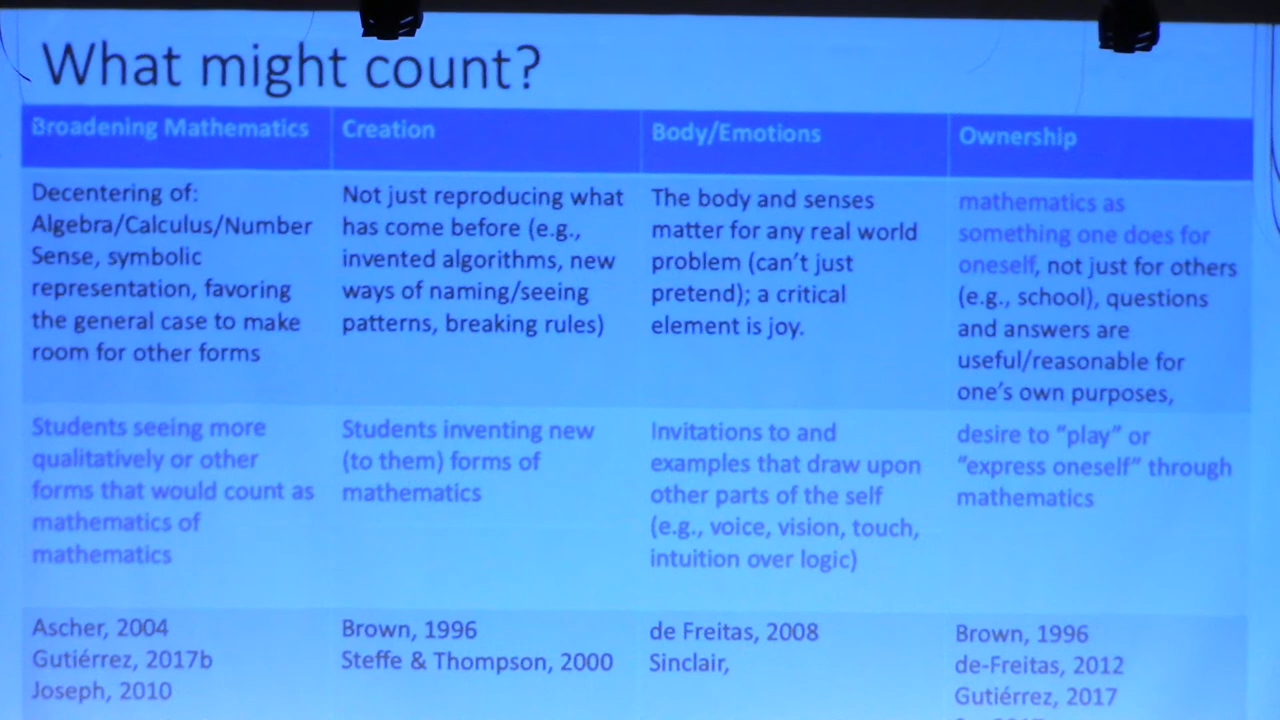 What might count?
Broadening Mathematics
Creation
Body/Emotions
Ownership
Decentering of:
Algebra/Calculus/Number
Sense, symbolic
representation, favoring
the general case to make
room for other forms
Not just reproducing what
has come before (e.g.,
invented algorithms, new
ways of naming/seeing
patterns, breaking rules)
The body and senses
matter for any real world
problem (can't just
pretend); a critical
element is joy.
mathematics as
something one does for
oneself, not just for others
(e.g., school), questions
and answers are
useful/reasonable for
one's own purposes,
Students seeing more
qualitatively or other
forms that would count as
mathematics of
mathematics
Students inventing new
(to them) forms of
mathematics
Invitations to and
examples that draw upon
other parts of the self
(e.g., voice, vision, touch,
intuition over logic)
desire to "play" or
"express oneself" through
mathematics
Ascher, 2004
Gutiérrez, 2017b
Joseph, 2010
Brown, 1996
Steffe & Thompson, 2000
de Freitas, 2008
Sinclair,
Brown, 1996
de-Freitas, 2012
Gutiérrez, 2017